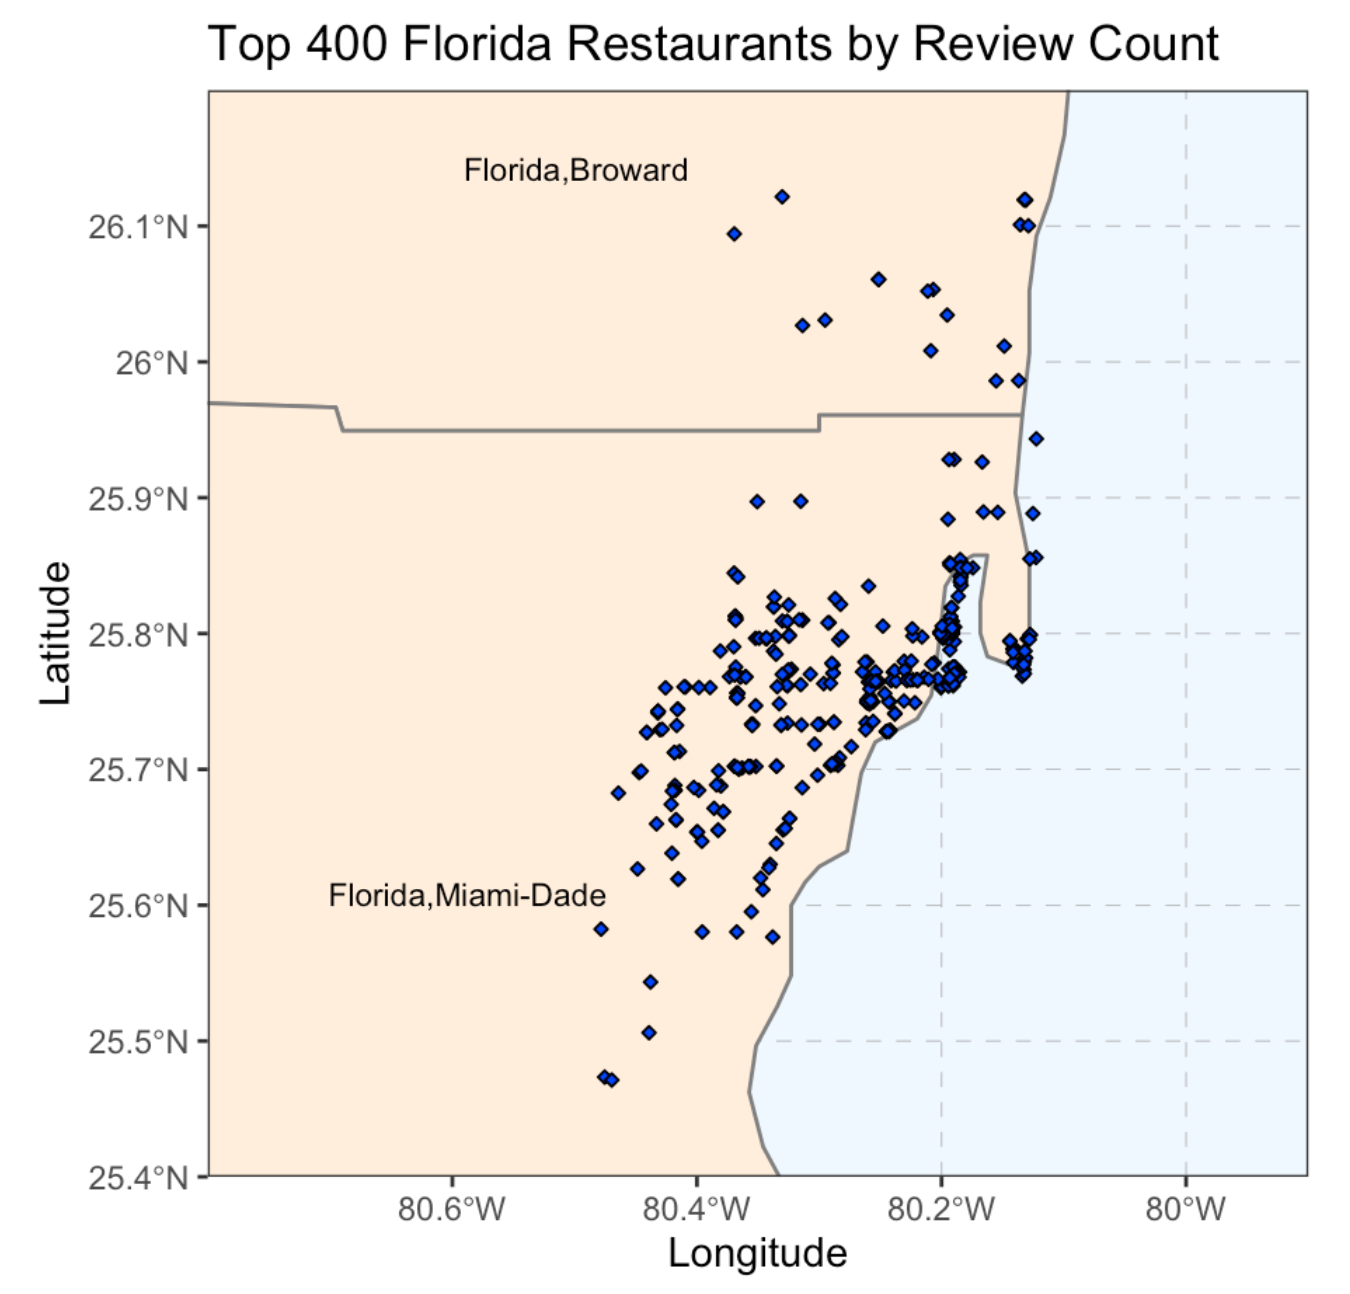 Top 400 Florida Restaurants by Review Count
Florida,Broward
26.1°N
26°N
25.9°N
25.8°N
25.7°N
Florida,Miami-Dade
25.6°N
25.5°N
25.4°N
Latitude
80.6°W
80.4°W
80.2°W
80°W
Longitude